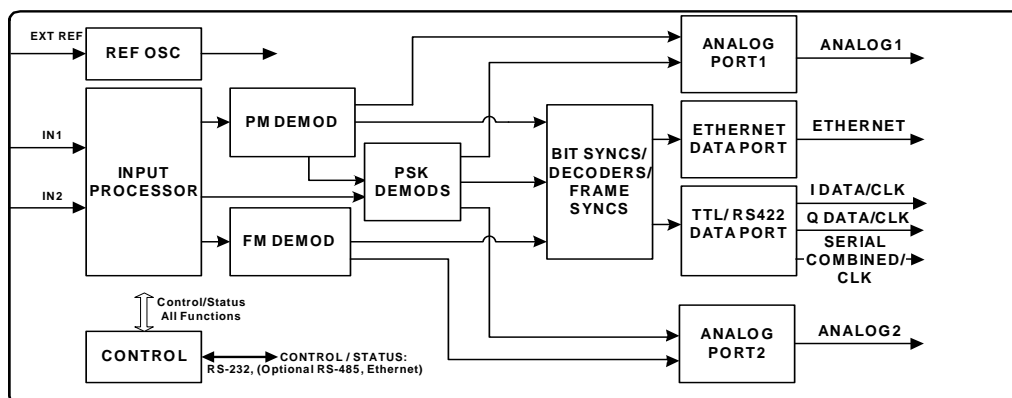 EXT REF
REF OSC
ANALOG
PORT1
ANALOG1
IN1
IN2
INPUT
PROCESSOR
PM DEMOD
PSK
DEMODS
FM DEMOD
BIT SYNCS/
DECODERS/
FRAME
SYNCS
ETHERNET
DATA PORT
ETHERNET
TTL/ RS422
DATA PORT
I DATA/CLK
Q DATA/CLK
SERIAL
COMBINED/
CLK
Control/Status
All Functions
CONTROL
CONTROL / STATUS:
RS-232, (Optional RS-485, Ethernet)
ANALOG
PORT2
ANALOG2